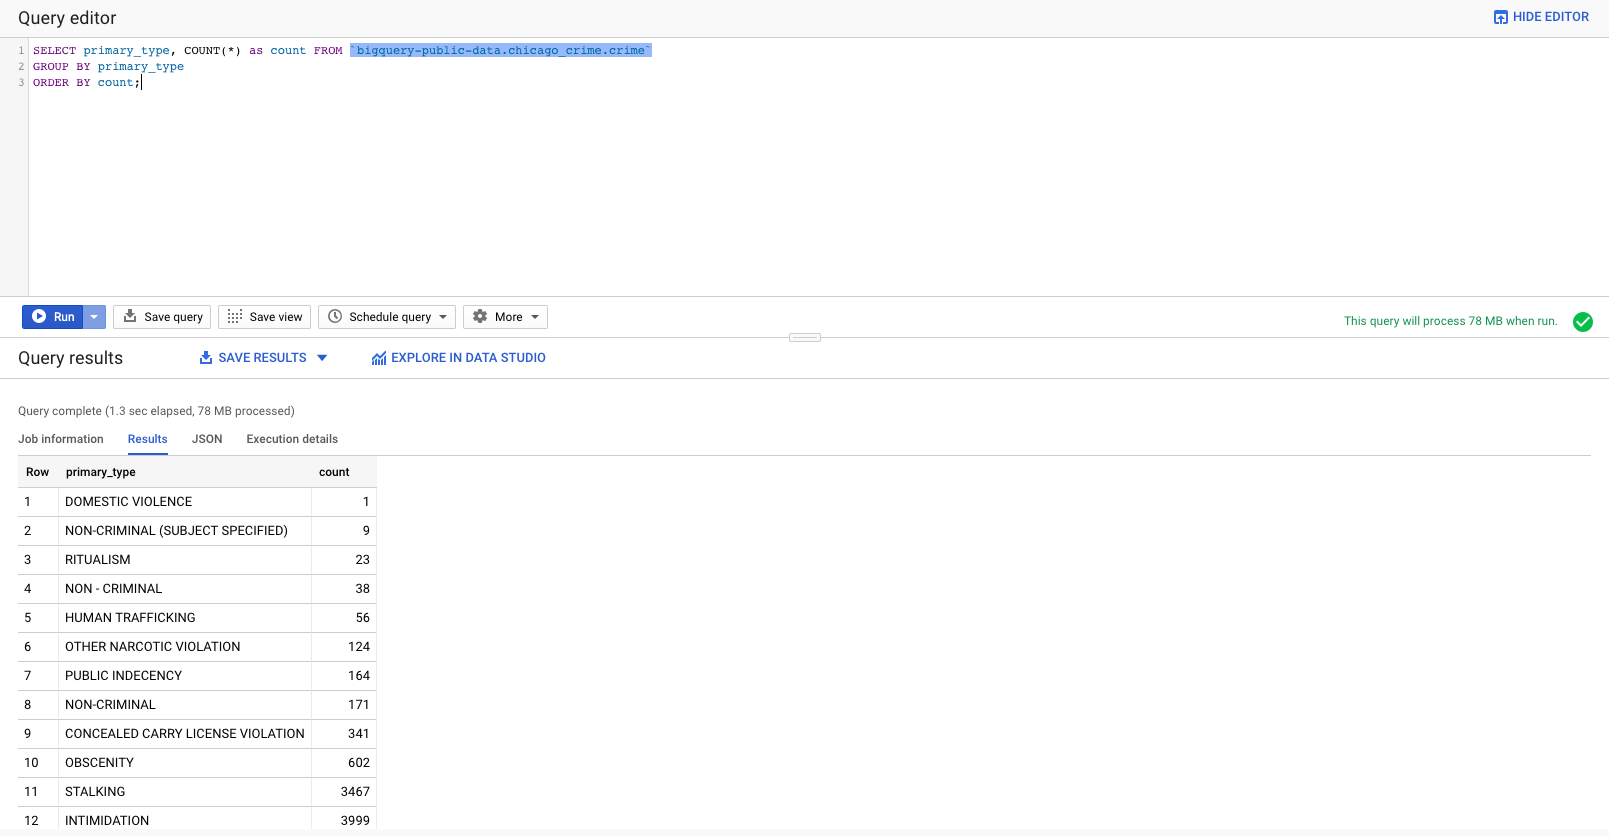 Query editor
HIDE EDITOR
1 SELECT primary_type, COUNT(*) as count FROM `bigquery-public-data.chicago_crime.crime`
2 GROUP BY primary_type
3 ORDER BY count;
Run
Save query
Save view
Schedule query
More
This query will process 78 MB when run.
Query results
SAVE RESULTS
EXPLORE IN DATA STUDIO
Query complete (1.3 sec elapsed, 78 MB processed)
Job information Results JSON Execution details
Row primary_type count
1 DOMESTIC VIOLENCE 1
2 NON-CRIMINAL (SUBJECT SPECIFIED) 9
3 RITUALISM 23
4 NON - CRIMINAL 38
5 HUMAN TRAFFICKING 56
6 OTHER NARCOTIC VIOLATION 124
7 PUBLIC INDECENCY 164
8 NON-CRIMINAL 171
9 CONCEALED CARRY LICENSE VIOLATION 341
10 OBSCENITY 602
11 STALKING 3467
12 INTIMIDATION 3999